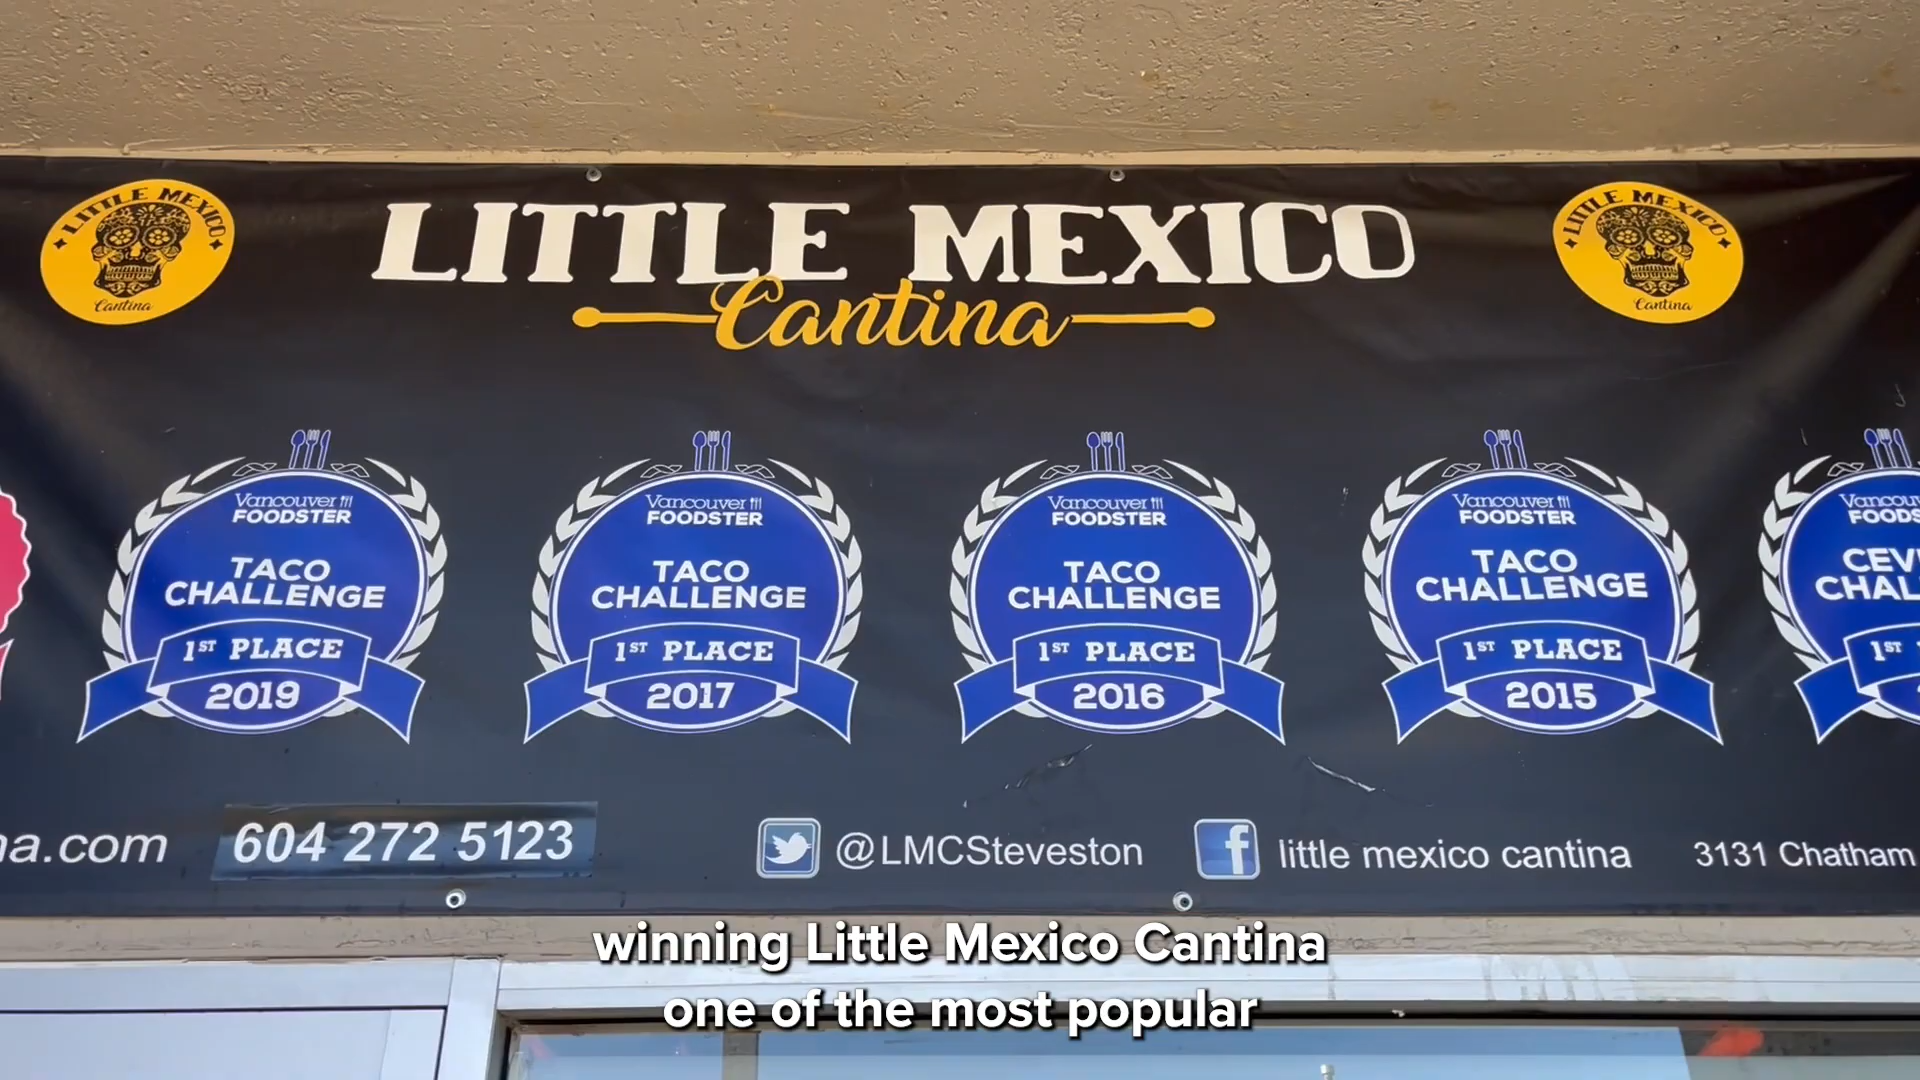 LITTLE MEXICO
Cantina
LITTLE MEXICO
Cantina
LITTLE MEXICO
Cantina
Vancouver
FOODSTER
TACO
CHALLENGE
1ST PLACE
2019
Vancouver
FOODSTER
TACO
CHALLENGE
1ST PLACE
2017
Vancouver
FOODSTER
TACO
CHALLENGE
1ST PLACE
2016
Vancouver
FOODSTER
TACO
CHALLENGE
1ST PLACE
2015
1ST
604 272 5123
@LMCSteveston
little mexico cantina
3131 Chatham
winning Little Mexico Cantina
one of the most popular